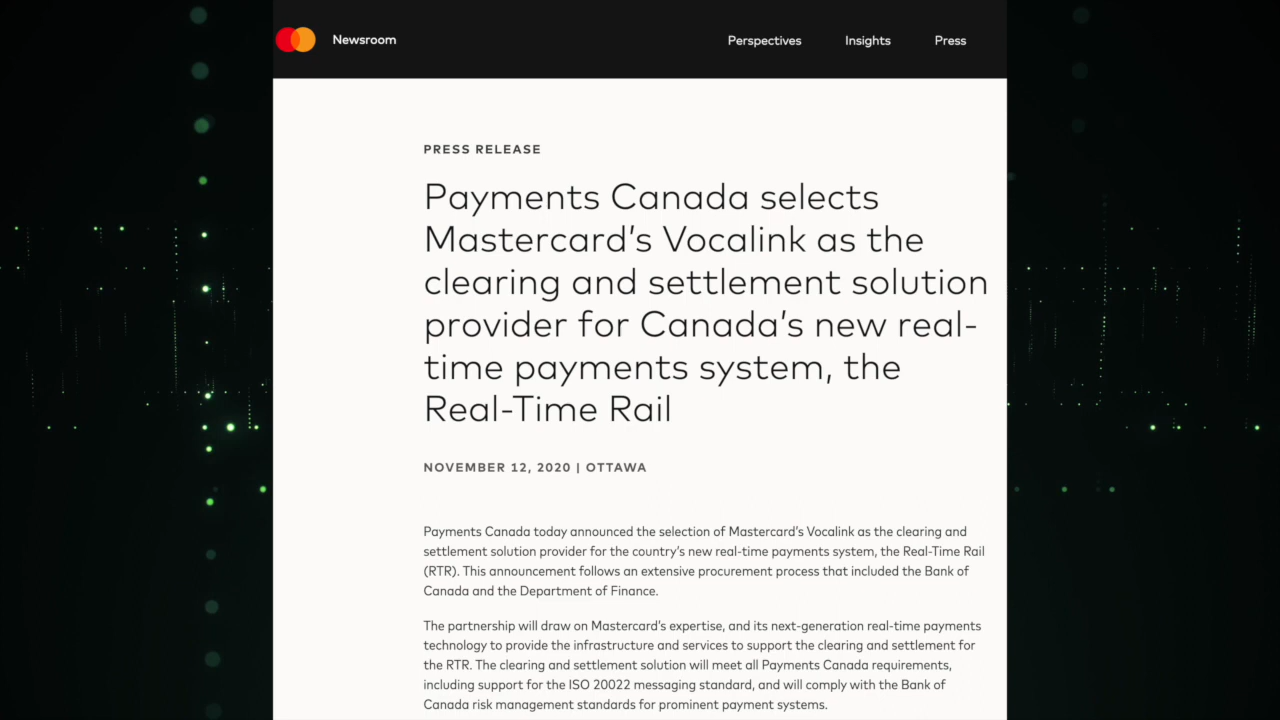 Newsroom
Perspectives
Insights
Press
PRESS RELEASE
Payments Canada selects
Mastercard's Vocalink as the
clearing and settlement solution
provider for Canada's new real-
time payments system, the
Real-Time Rail
NOVEMBER 12, 2020 | OTTAWA
Payments Canada today announced the selection of Mastercard's Vocalink as the clearing and
settlement solution provider for the country's new real-time payments system, the Real-Time Rail
(RTR). This announcement follows an extensive procurement process that included the Bank of
Canada and the Department of Finance.
The partnership will draw on Mastercard's expertise, and its next-generation real-time payments
technology to provide the infrastructure and services to support the clearing and settlement for
the RTR. The clearing and settlement solution will meet all Payments Canada requirements,
including support for the ISO 20022 messaging standard, and will comply with the Bank of
Canada risk management standards for prominent payment systems.